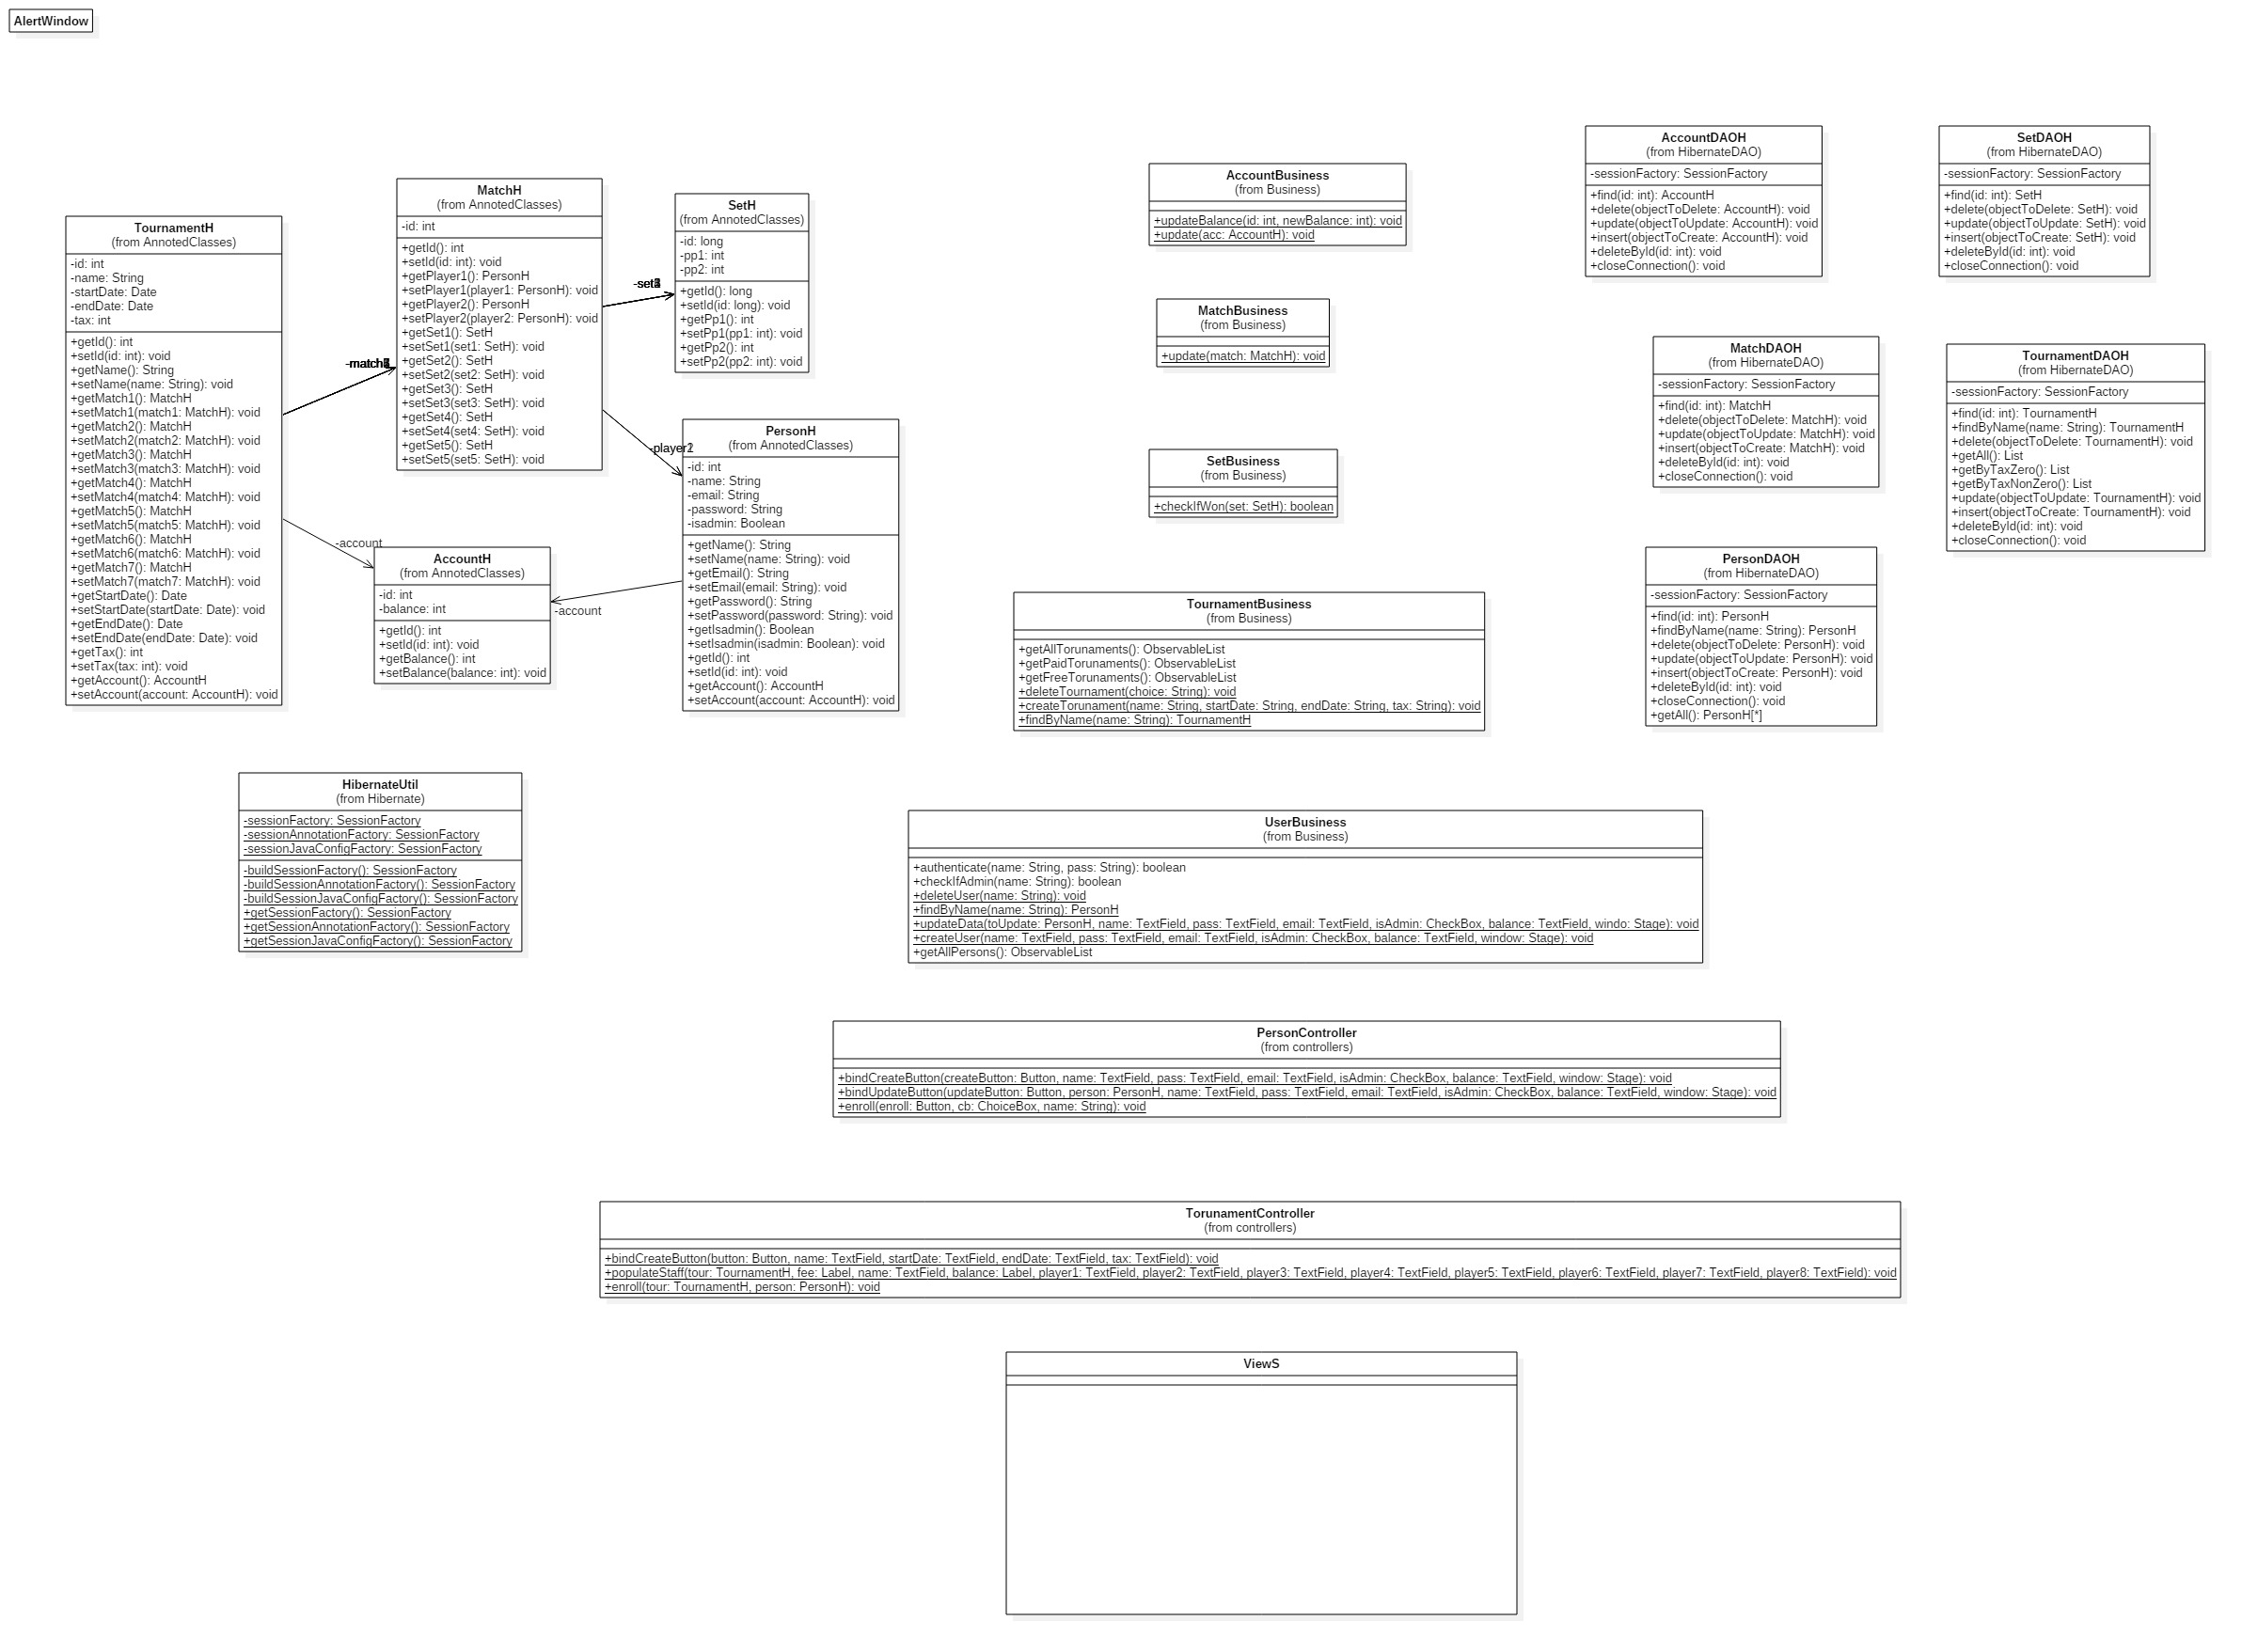 AlertWindow
TournamentH
(from AnnotedClasses)
-id: int
-name: String
-startDate: Date
-endDate: Date
-tax: int
+getId(): int
+setId(id: int): void
+getName(): String
+setName(name: String): void
+getMatch1(): MatchH
+setMatch1(match1: MatchH): void
+getMatch2(): MatchH
+setMatch2(match2: MatchH): void
+getMatch3(): MatchH
+setMatch3(match3: MatchH): void
+getMatch4(): MatchH
+setMatch4(match4: MatchH): void
+getMatch5(): MatchH
+setMatch5(match5: MatchH): void
+getMatch6(): MatchH
+setMatch6(match6: MatchH): void
+getMatch7(): MatchH
+setMatch7(match7: MatchH): void
+getStartDate(): Date
+setStartDate(startDate: Date): void
+getEndDate(): Date
+setEndDate(endDate: Date): void
+getTax(): int
+setTax(tax: int): void
+getAccount(): AccountH
+setAccount(account: AccountH): void
-account
MatchH
(from AnnotedClasses)
-id: int
+getId(): int
+setId(id: int): void
+getPlayer1(): PersonH
+setPlayer1(player1: PersonH): void
+getPlayer2(): PersonH
+setPlayer2(player2: PersonH): void
+getSet1(): SetH
+setSet1(set1: SetH): void
+getSet2(): SetH
+setSet2(set2: SetH): void
+getSet3(): SetH
+setSet3(set3: SetH): void
+getSet4(): SetH
+setSet4(set4: SetH): void
+getSet5(): SetH
+setSet5(set5: SetH): void
SetH
(from AnnotedClasses)
-id: long
-pp1: int
-pp2: int
+getId(): long
+setId(id: long): void
+getPp1(): int
+setPp1(pp1: int): void
+getPp2(): int
+setPp2(pp2: int): void
PersonH
(from AnnotedClasses)
-id: int
-name: String
-email: String
-password: String
-isadmin: Boolean
+getName(): String
+setName(name: String): void
+getEmail(): String
+setEmail(email: String): void
+getPassword(): String
+setPassword(password: String): void
+getIsadmin(): Boolean
+setIsadmin(isadmin: Boolean): void
+getId(): int
+setId(id: int): void
+getAccount(): AccountH
+setAccount(account: AccountH): void
-account
AccountH
(from AnnotedClasses)
-id: int
-balance: int
+getId(): int
+setId(id: int): void
+getBalance(): int
+setBalance(balance: int): void
HibernateUtil
(from Hibernate)
-sessionFactory: SessionFactory
-sessionAnnotationFactory: SessionFactory
-sessionJavaConfigFactory: SessionFactory
-buildSessionFactory(): SessionFactory
-buildSessionAnnotationFactory(): SessionFactory
-buildSessionJavaConfigFactory(): SessionFactory
+getSessionFactory(): SessionFactory
+getSessionAnnotationFactory(): SessionFactory
+getSessionJavaConfigFactory(): SessionFactory
AccountBusiness
(from Business)
+updateBalance(id: int, newBalance: int): void
+update(acc: AccountH): void
MatchBusiness
(from Business)
+update(match: MatchH): void
SetBusiness
(from Business)
+checkIfWon(set: SetH): boolean
TournamentBusiness
(from Business)
+getAllTorunaments(): ObservableList
+getPaidTorunaments(): ObservableList
+getFreeTorunaments(): ObservableList
+deleteTournament(choice: String): void
+createTorunament(name: String, startDate: String, endDate: String, tax: String): void
+findByName(name: String): TournamentH
UserBusiness
(from Business)
+authenticate(name: String, pass: String): boolean
+checkIfAdmin(name: String): boolean
+deleteUser(name: String): void
+findByName(name: String): PersonH
+updateData(toUpdate: PersonH, name: TextField, pass: TextField, email: TextField, isAdmin: CheckBox, balance: TextField, windo: Stage): void
+createUser(name: TextField, pass: TextField, email: TextField, isAdmin: CheckBox, balance: TextField, window: Stage): void
+getAllPersons(): ObservableList
AccountDAOH
(from HibernateDAO)
-sessionFactory: SessionFactory
+find(id: int): AccountH
+delete(objectToDelete: AccountH): void
+update(objectToUpdate: AccountH): void
+insert(objectToCreate: AccountH): void
+deleteById(id: int): void
+closeConnection(): void
SetDAOH
(from HibernateDAO)
-sessionFactory: SessionFactory
+find(id: int): SetH
+delete(objectToDelete: SetH): void
+update(objectToUpdate: SetH): void
+insert(objectToCreate: SetH): void
+deleteById(id: int): void
+closeConnection(): void
MatchDAOH
(from HibernateDAO)
-sessionFactory: SessionFactory
+find(id: int): MatchH
+delete(objectToDelete: MatchH): void
+update(objectToUpdate: MatchH): void
+insert(objectToCreate: MatchH): void
+deleteById(id: int): void
+closeConnection(): void
TournamentDAOH
(from HibernateDAO)
-sessionFactory: SessionFactory
+find(id: int): TournamentH
+findByName(name: String): TournamentH
+delete(objectToDelete: TournamentH): void
+getAll(): List
+getByTaxZero(): List
+getByTaxNonZero(): List
+update(objectToUpdate: TournamentH): void
+insert(objectToCreate: TournamentH): void
+deleteById(id: int): void
+closeConnection(): void
PersonDAOH
(from HibernateDAO)
-sessionFactory: SessionFactory
+find(id: int): PersonH
+findByName(name: String): PersonH
+delete(objectToDelete: PersonH): void
+update(objectToUpdate: PersonH): void
+insert(objectToCreate: PersonH): void
+deleteById(id: int): void
+closeConnection(): void
+getAll(): PersonH[*]
PersonController
(from controllers)
+bindCreateButton(createButton: Button, name: TextField, pass: TextField, email: TextField, isAdmin: CheckBox, balance: TextField, window: Stage): void
+bindUpdateButton(updateButton: Button, person: PersonH, name: TextField, pass: TextField, email: TextField, isAdmin: CheckBox, balance: TextField, window: Stage): void
+enroll(enroll: Button, cb: ChoiceBox, name: String): void
TorunamentController
(from controllers)
+bindCreateButton(button: Button, name: TextField, startDate: TextField, endDate: TextField, tax: TextField): void
+populateStaff(tour: TournamentH, fee: Label, name: TextField, balance: Label, player1: TextField, player2: TextField, player3: TextField, player4: TextField, player5: TextField, player6: TextField, player7: TextField, player8: TextField): void
+enroll(tour: TournamentH, person: PersonH): void
ViewS